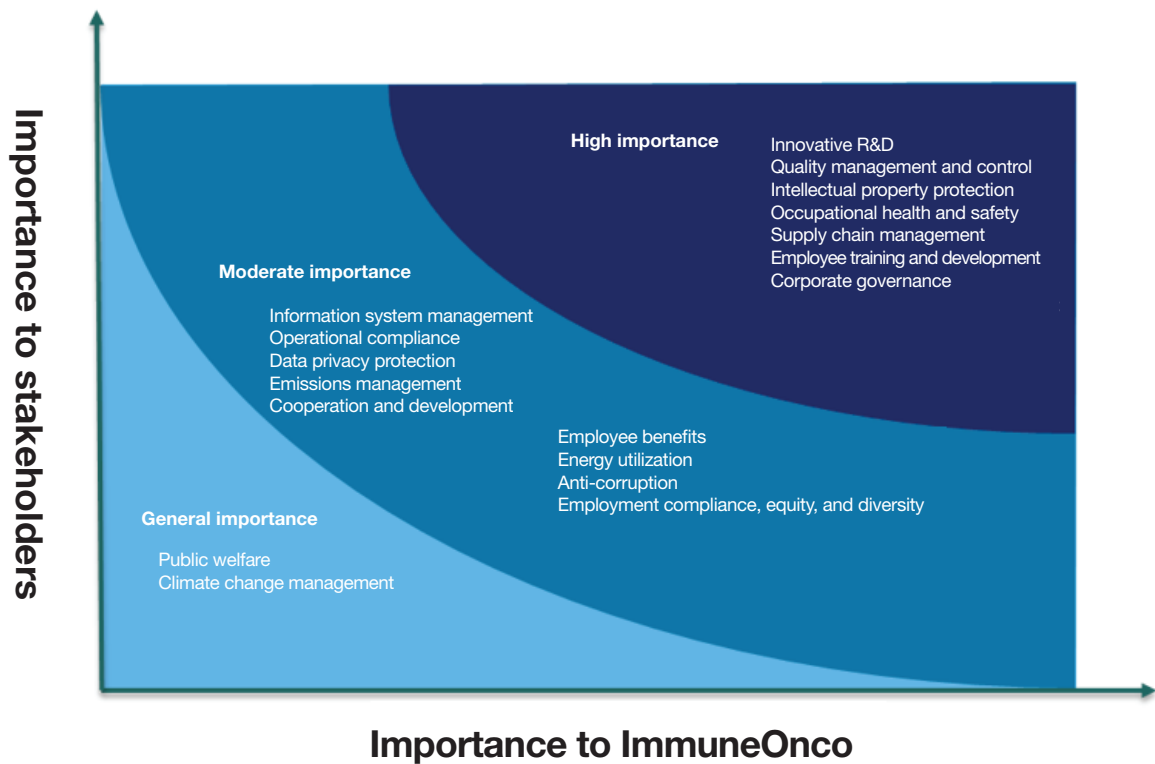 Importance to stakeholders
High importance
Innovative R&D
Quality management and control
Intellectual property protection
Occupational health and safety
Supply chain management
Employee training and development
Corporate governance
Moderate importance
Information system management
Operational compliance
Data privacy protection
Emissions management
Cooperation and development
Employee benefits
Energy utilization
Anti-corruption
Employment compliance, equity, and diversity
General importance
Public welfare
Climate change management
Importance to ImmuneOnco